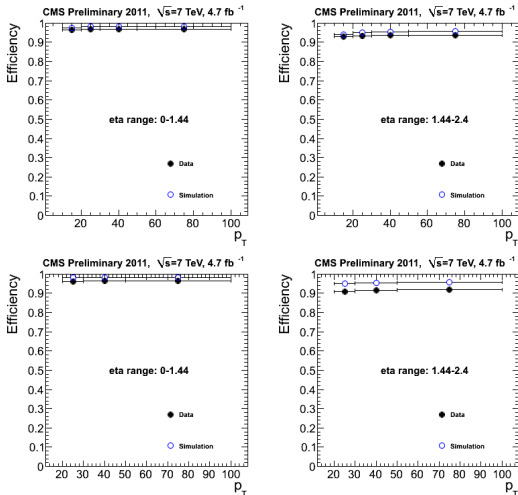 CMS Preliminary 2011, √s=7 TeV, 4.7 fb -1
Efficiency
1
0.9
0.8
0.7
0.6
0.5
0.4
0.3
0.2
0.1
0
eta range: 0-1.44
Data
Simulation
20 40 60 80 100
pT
CMS Preliminary 2011, √s=7 TeV, 4.7 fb -1
Efficiency
1
0.9
0.8
0.7
0.6
0.5
0.4
0.3
0.2
0.1
0
eta range: 1.44-2.4
Data
Simulation
20 40 60 80 100
pT
CMS Preliminary 2011, √s=7 TeV, 4.7 fb -1
Efficiency
1
0.9
0.8
0.7
0.6
0.5
0.4
0.3
0.2
0.1
0
eta range: 0-1.44
Data
Simulation
20 30 40 50 60 70 80 90 100
pT
CMS Preliminary 2011, √s=7 TeV, 4.7 fb -1
Efficiency
1
0.9
0.8
0.7
0.6
0.5
0.4
0.3
0.2
0.1
0
eta range: 1.44-2.4
Data
Simulation
20 30 40 50 60 70 80 90 100
pT